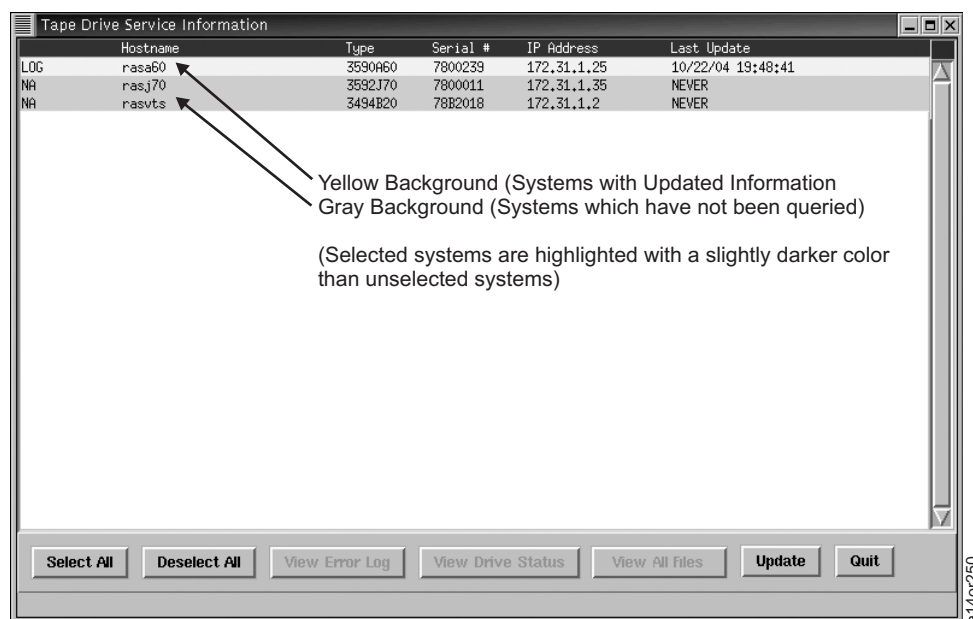 Tape Drive Service Information
Hostname Type Serial # IP Address Last Update
LOG rasa60 3590A60 7800239 172.31.1.25 10/22/04 19:48:41
NA rasj70 3592J70 7800011 172.31.1.35 NEVER
NA rasvts 3494B20 78B2018 172.31.1.2 NEVER
Yellow Background (Systems with Updated Information
Gray Background (Systems which have not been queried)
(Selected systems are highlighted with a slightly darker color
than unselected systems)
Select All Deselect All View Error Log View Drive Status View All Files Update Quit